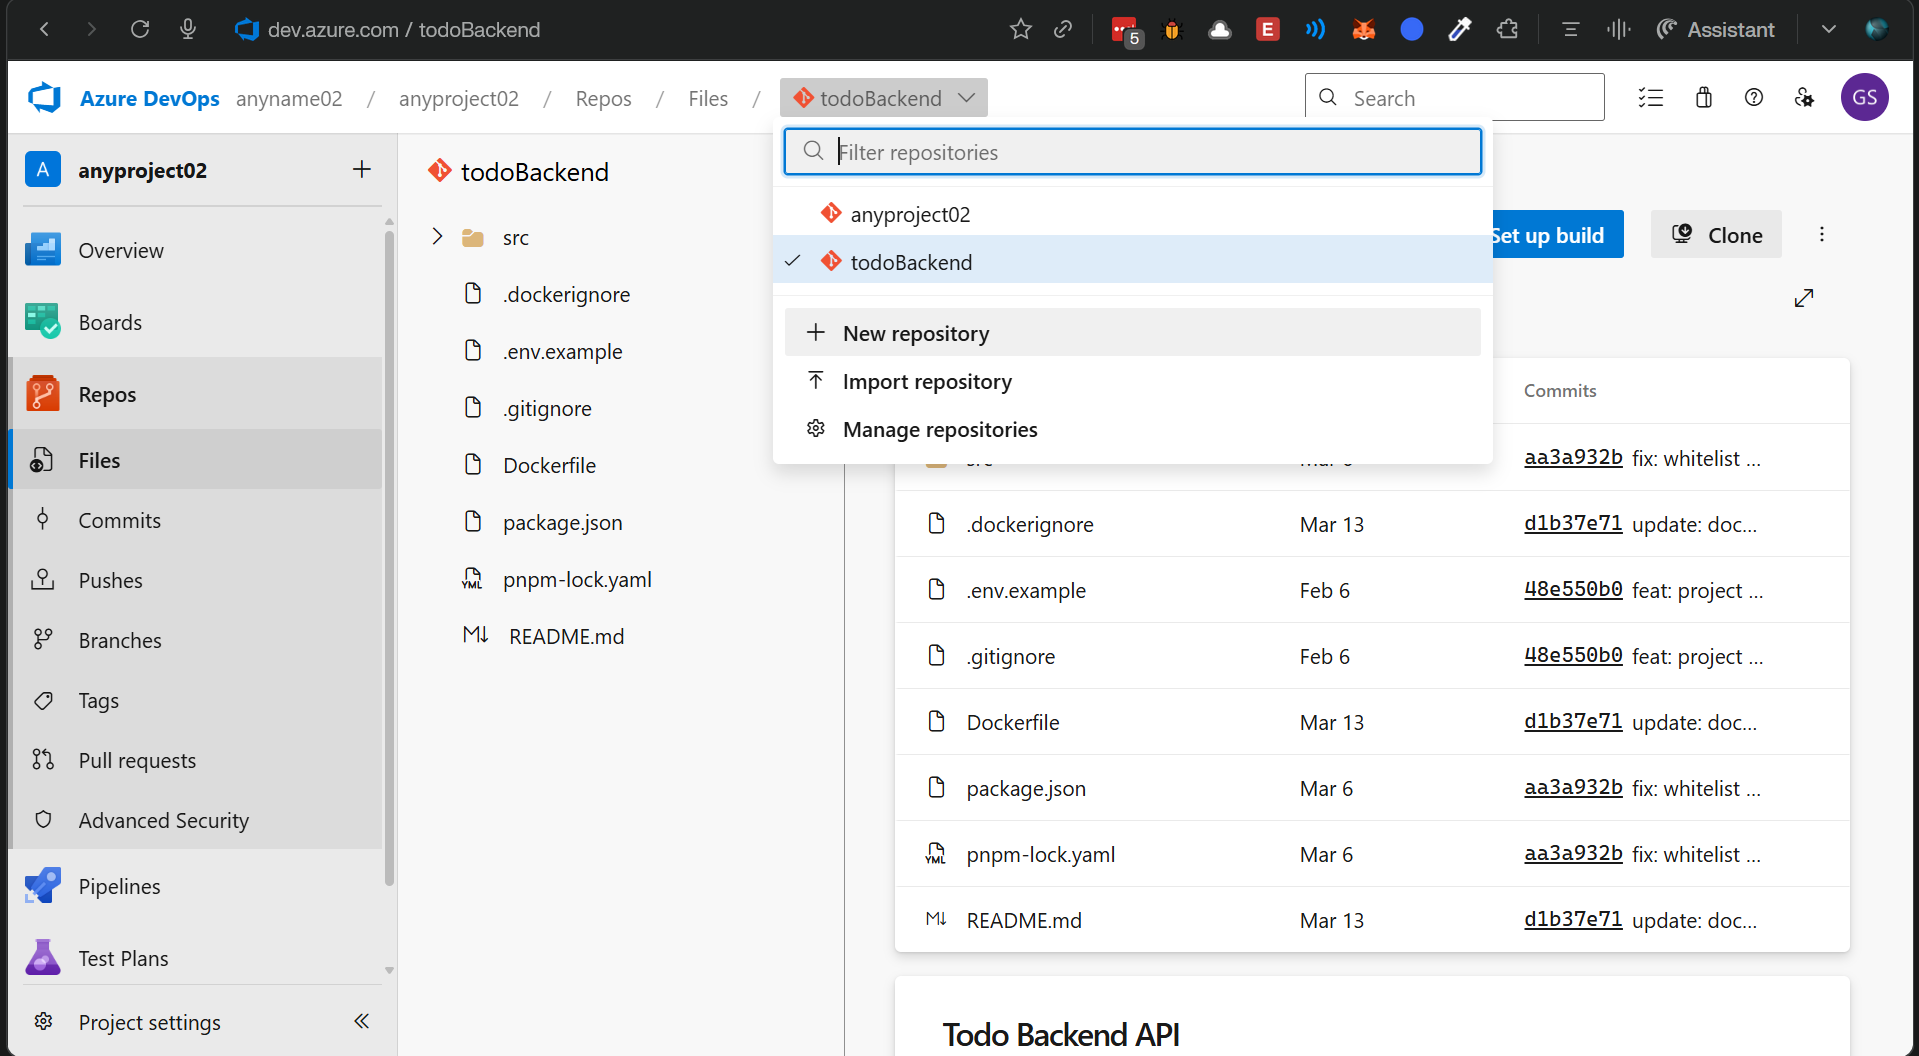 dev.azure.com / todoBackend
5
E
Assistant
Azure DevOps anyname02 / anyproject02 / Repos / Files / todoBackend
Search
GS
A anyproject02
Overview
Boards
Repos
Files
Commits
Pushes
Branches
Tags
Pull requests
Advanced Security
Pipelines
Test Plans
Project settings
todoBackend
src
.dockerignore
.env.example
.gitignore
Dockerfile
package.json
YML pnpm-lock.yaml
M↓ README.md
Filter repositories
anyproject02
todoBackend
New repository
Import repository
Manage repositories
Set up build
Clone
Commits
aa3a932b fix: whitelist ...
.dockerignore Mar 13 d1b37e71 update: doc...
.env.example Feb 6 48e550b0 feat: project ...
.gitignore Feb 6 48e550b0 feat: project ...
Dockerfile Mar 13 d1b37e71 update: doc...
package.json Mar 6 aa3a932b fix: whitelist ...
YML pnpm-lock.yaml Mar 6 aa3a932b fix: whitelist ...
M↓ README.md Mar 13 d1b37e71 update: doc...
Todo Backend API